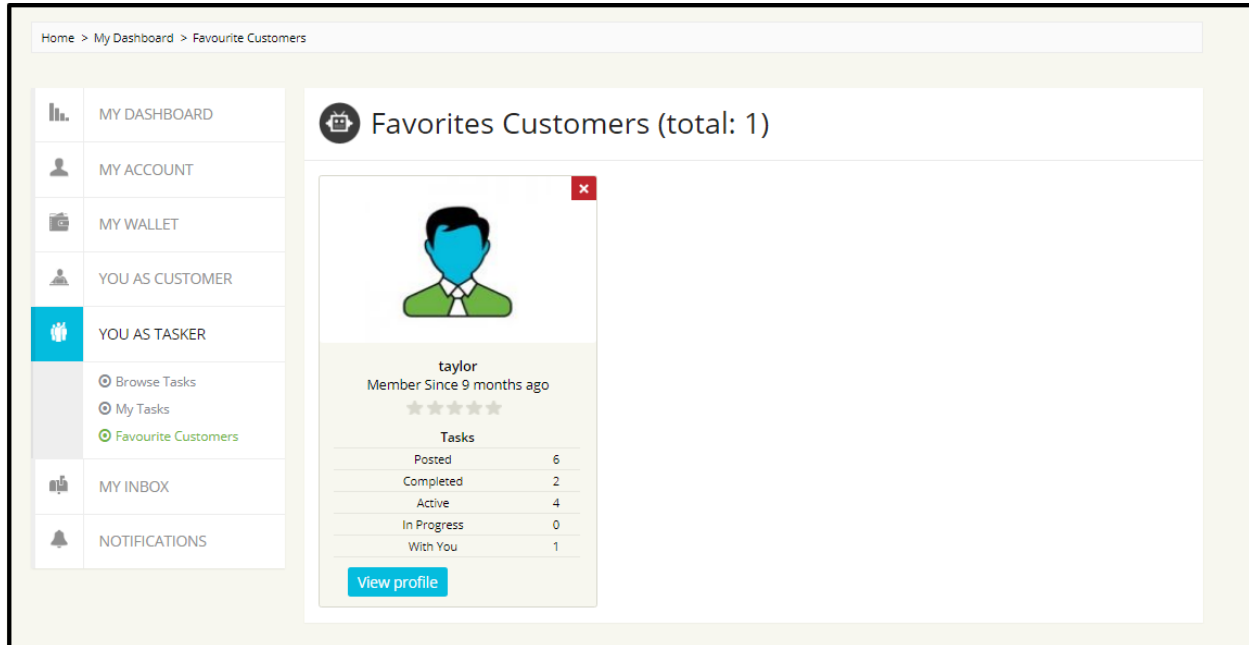 Home > My Dashboard > Favourite Customers
MY DASHBOARD
MY ACCOUNT
MY WALLET
YOU AS CUSTOMER
YOU AS TASKER
Browse Tasks
My Tasks
Favourite Customers
MY INBOX
NOTIFICATIONS
Favorites Customers (total: 1)
taylor
Member Since 9 months ago
Tasks
Posted 6
Completed 2
Active 4
In Progress 0
With You 1
View profile